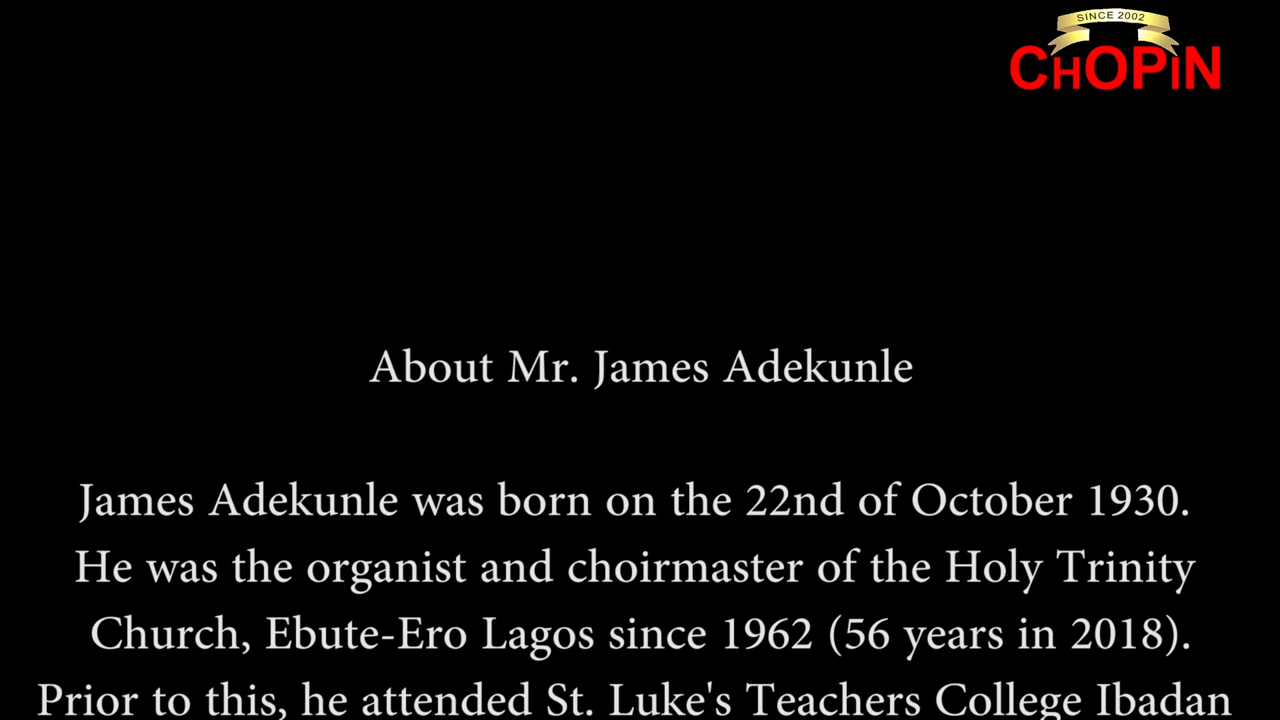 SINCE 2002
CHOPIN
About Mr. James Adekunle
James Adekunle was born on the 22nd of October 1930.
He was the organist and choirmaster of the Holy Trinity
Church, Ebute-Ero Lagos since 1962 (56 years in 2018).
Prior to this, he attended St. Luke's Teachers College Ibadan